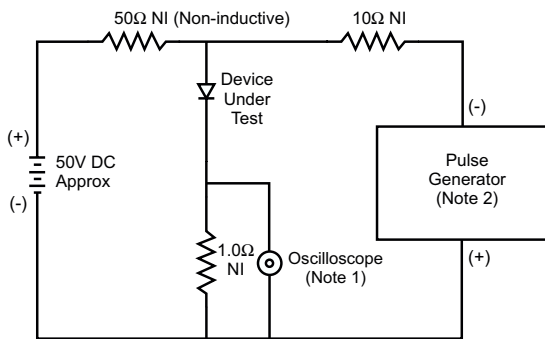 50Ω NI (Non-inductive)
10Ω NI
Device
Under
Test
(-)
(+)
50V DC
Approx
(-)
Pulse
Generator
(Note 2)
1.0Ω
NI
Oscilloscope
(Note 1)
(+)